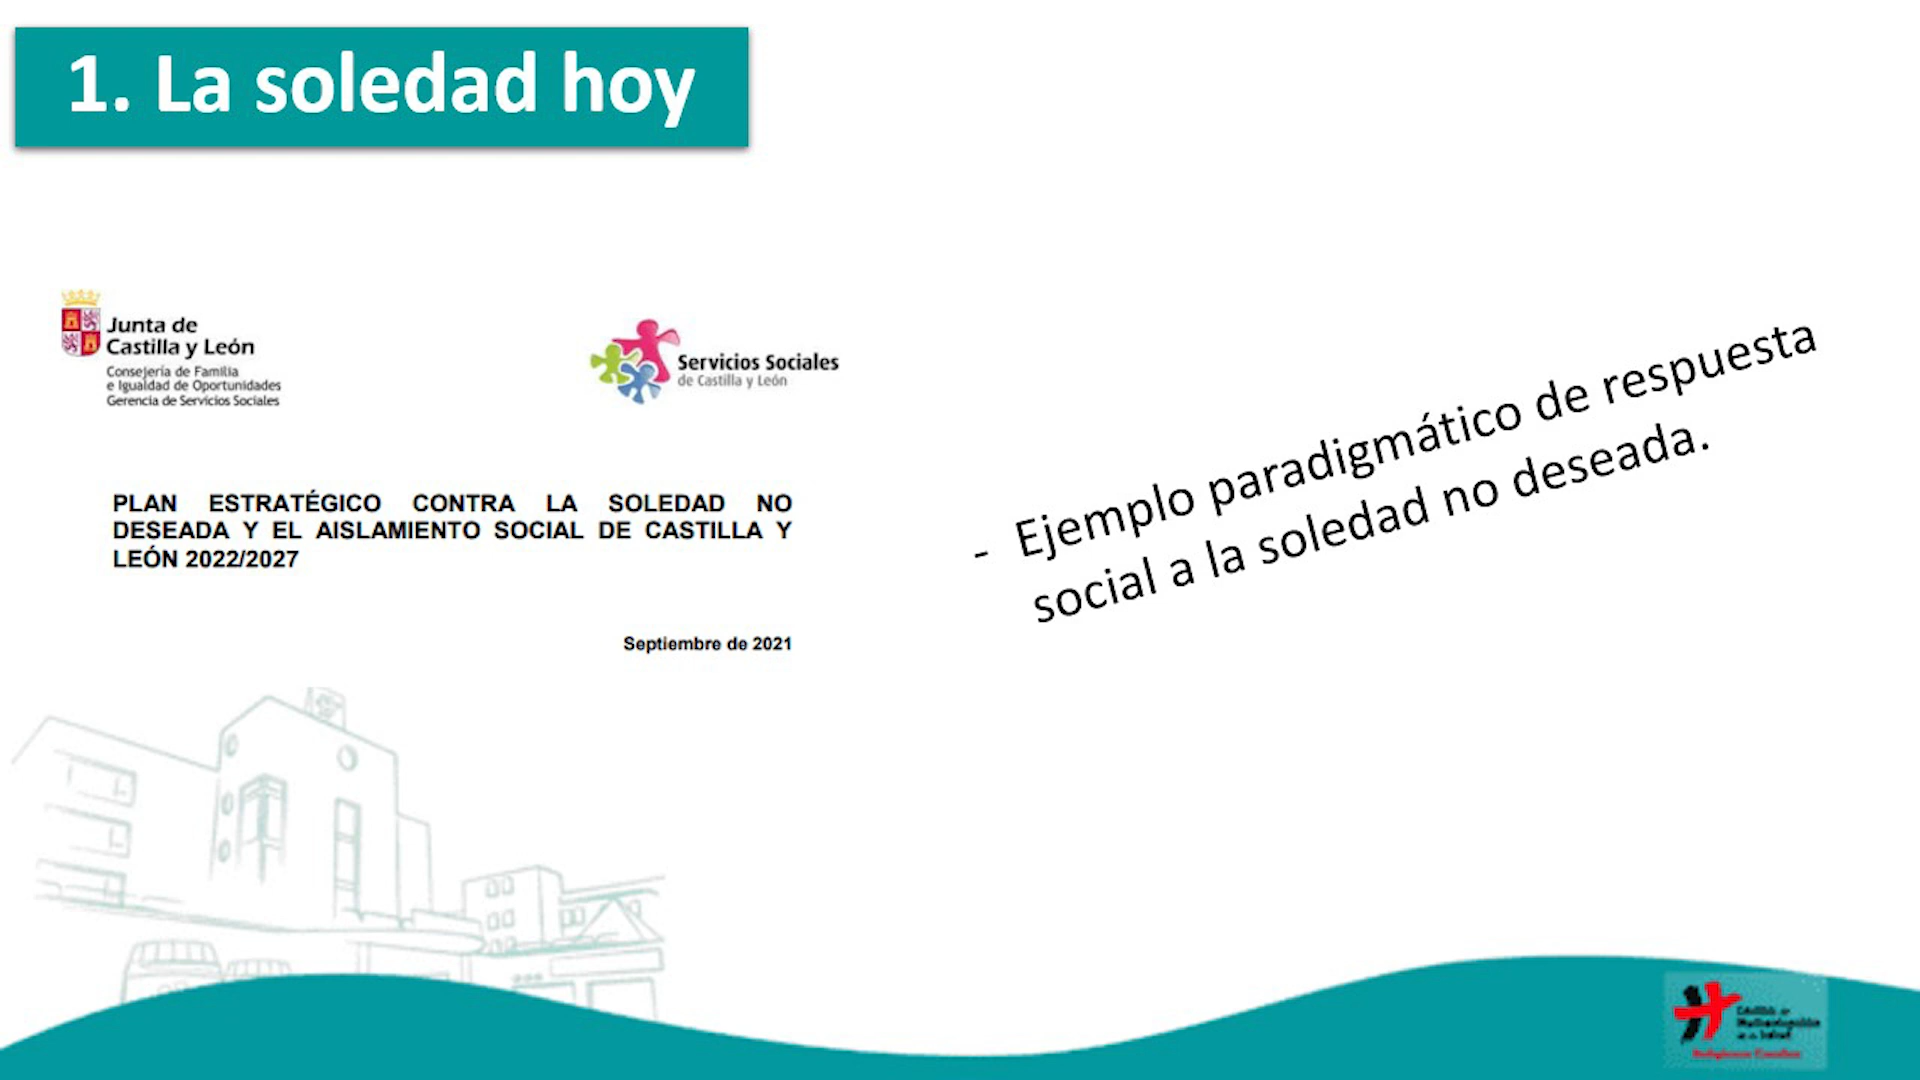 1. La soledad hoy
Junta de
Castilla y León
Consejería de Familia
e Igualdad de Oportunidades
Gerencia de Servicios Sociales
Servicios Sociales
de Castilla y León
PLAN ESTRATÉGICO CONTRA LA SOLEDAD NO
DESEADA Y EL AISLAMIENTO SOCIAL DE CASTILLA Y
LEÓN 2022/2027
Septiembre de 2021
- Ejemplo paradigmático de respuesta
social a la soledad no deseada.